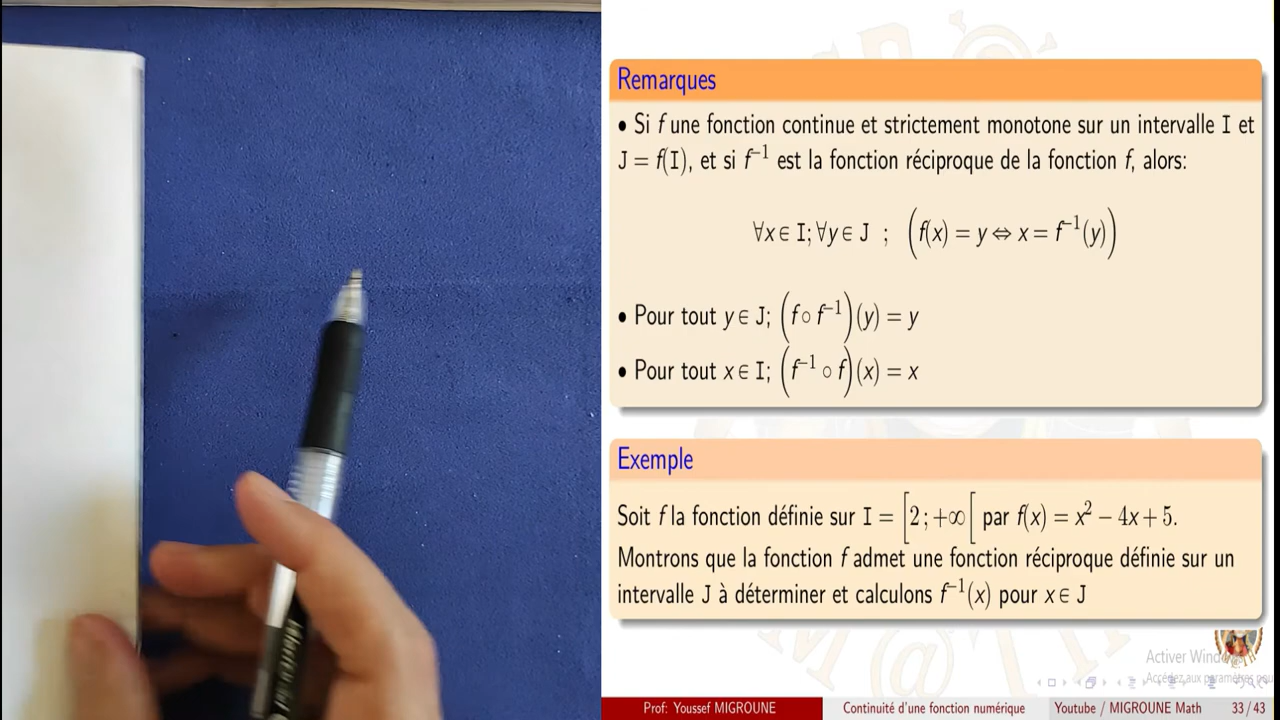 Remarques
• Si f une fonction continue et strictement monotone sur un intervalle I et
J = f(I), et si f⁻¹ est la fonction réciproque de la fonction f, alors:
∀x ∈ I; ∀y ∈ J ; (f(x) = y ⇔ x = f⁻¹(y))
• Pour tout y ∈ J; (f ∘ f⁻¹)(y) = y
• Pour tout x ∈ I; (f⁻¹ ∘ f)(x) = x
Exemple
Soit f la fonction définie sur I = [2 ; +∞[ par f(x) = x² − 4x + 5.
Montrons que la fonction f admet une fonction réciproque définie sur un
intervalle J à déterminer et calculons f⁻¹(x) pour x ∈ J
Activer
Accédez aux paramètres
Prof: Youssef MIGROUNE Continuité d'une fonction numérique Youtube / MIGROUNE Math 33 / 43